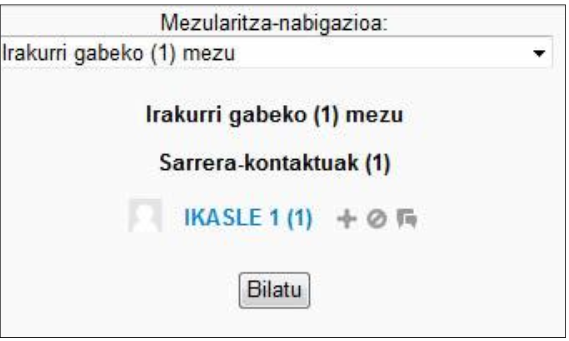 Mezularitza-nabigazioa:
Irakurri gabeko (1) mezu
Irakurri gabeko (1) mezu
Sarrera-kontaktuak (1)
IKASLE 1 (1)
Bilatu